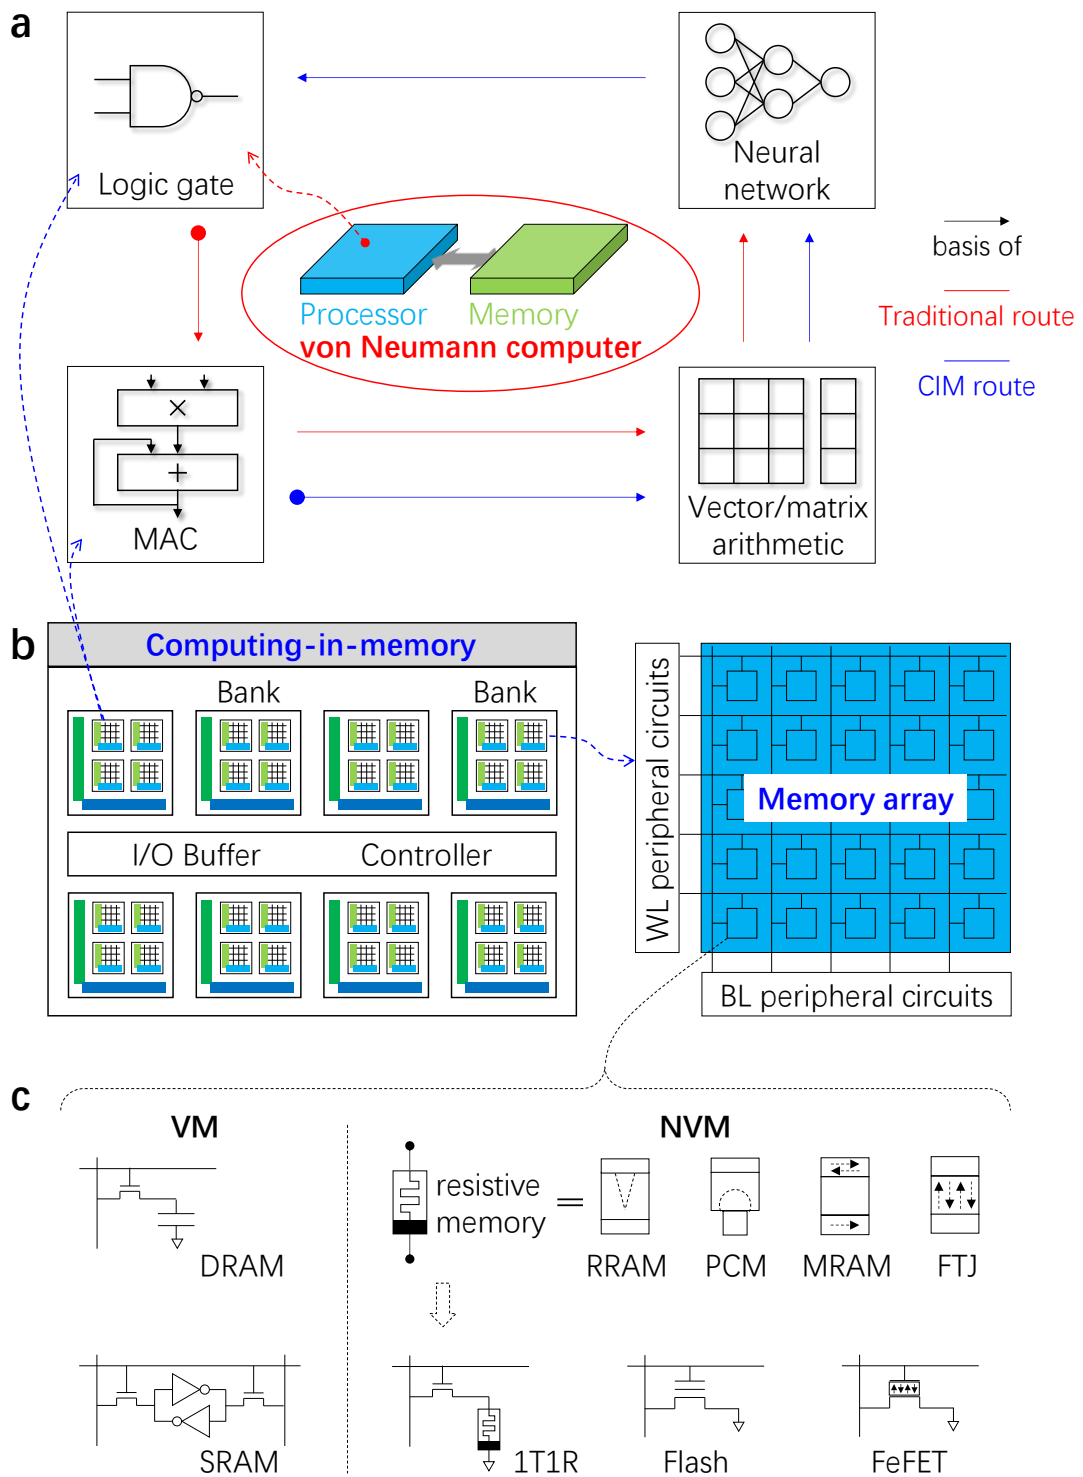 a
Logic gate
Neural
network
basis of
Traditional route
CIM route
Processor
Memory
von Neumann computer
×
+
MAC
Vector/matrix
arithmetic
b
Computing-in-memory
Bank
Bank
I/O Buffer
Controller
WL peripheral circuits
Memory array
BL peripheral circuits
c
VM
NVM
resistive
memory
=
RRAM
PCM
MRAM
FTJ
DRAM
SRAM
1T1R
Flash
FeFET